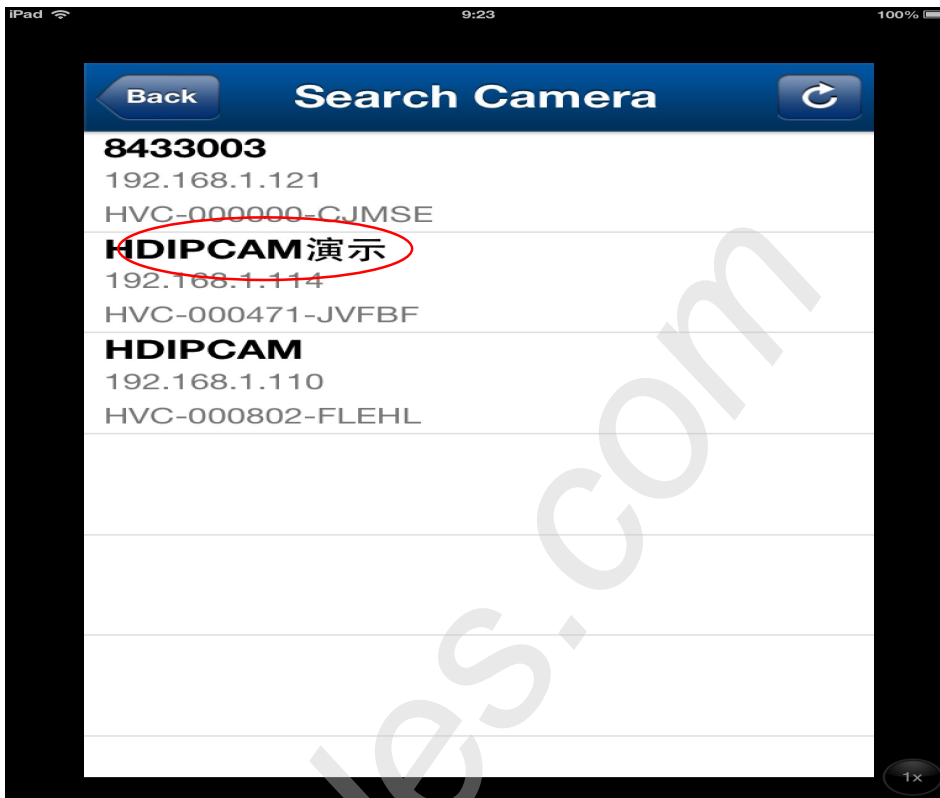 iPad 9:23 100%
Back Search Camera
8433003
192.168.1.121
HVC-000000-CJMSE
HDIPCAM演示
192.168.1.114
HVC-000471-JVFBF
HDIPCAM
192.168.1.110
HVC-000802-FLEHL
les.com
1x